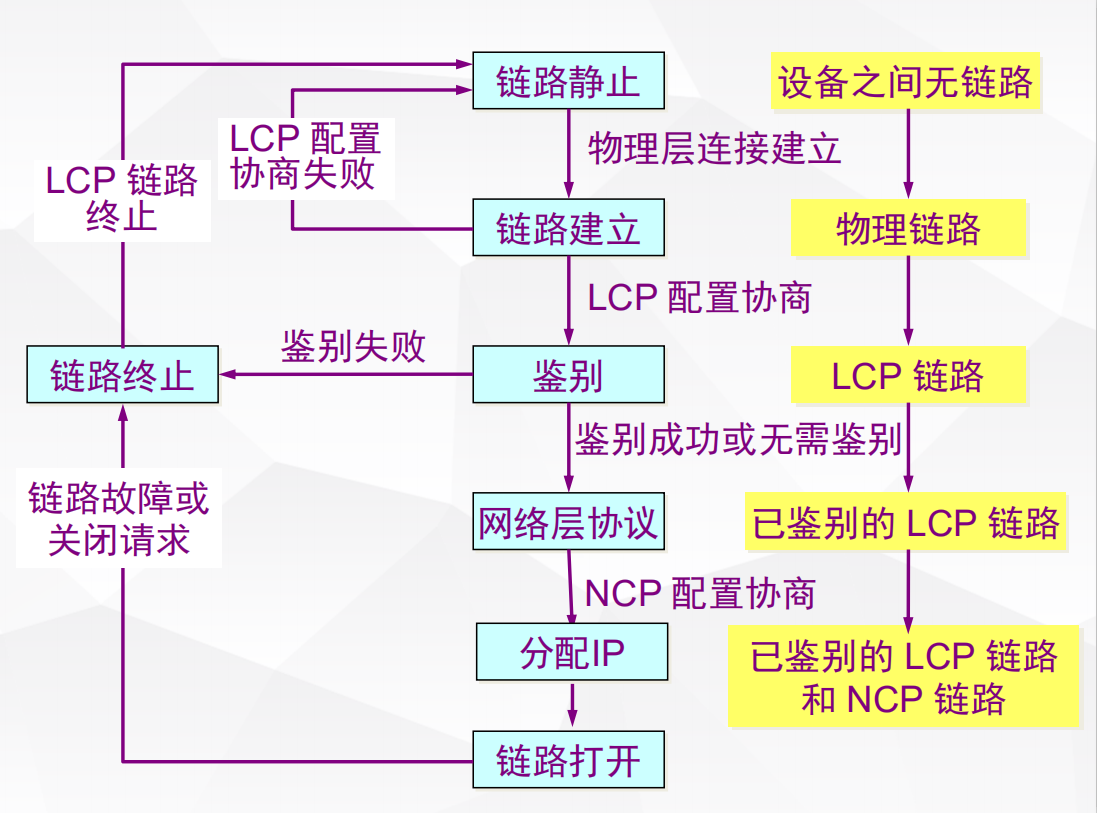 链路静止
设备之间无链路
LCP 配置
协商失败
物理层连接建立
LCP 链路
终止
链路建立
物理链路
LCP 配置协商
鉴别失败
链路终止
鉴别
LCP 链路
鉴别成功或无需鉴别
链路故障或
关闭请求
网络层协议
已鉴别的 LCP 链路
NCP 配置协商
分配IP
已鉴别的 LCP 链路
和 NCP 链路
链路打开